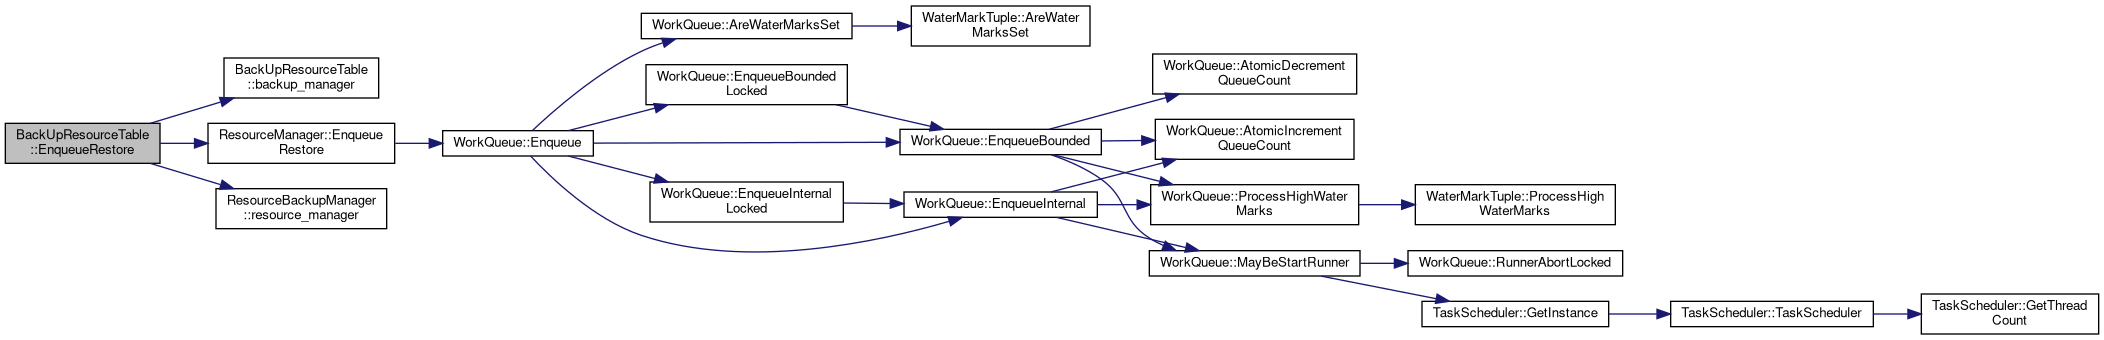 BackUpResourceTable
::EnqueueRestore
BackUpResourceTable
::backup_manager
ResourceManager::Enqueue
Restore
ResourceBackupManager
::resource_manager
WorkQueue::Enqueue
WorkQueue::AreWaterMarksSet
WaterMarkTuple::AreWater
MarksSet
WorkQueue::EnqueueBounded
Locked
WorkQueue::EnqueueInternal
Locked
WorkQueue::EnqueueBounded
WorkQueue::EnqueueInternal
WorkQueue::AtomicDecrement
QueueCount
WorkQueue::AtomicIncrement
QueueCount
WorkQueue::ProcessHighWater
Marks
WorkQueue::MayBeStartRunner
WaterMarkTuple::ProcessHigh
WaterMarks
WorkQueue::RunnerAbortLocked
TaskScheduler::GetInstance
TaskScheduler::TaskScheduler
TaskScheduler::GetThread
Count